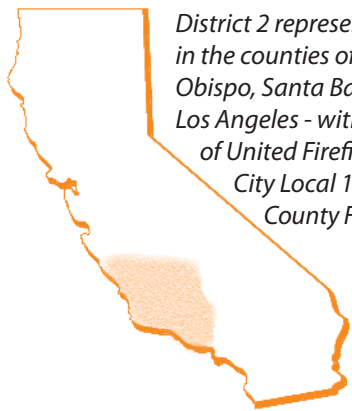 District 2 represe
in the counties of
Obispo, Santa Ba
Los Angeles - with
of United Firefi
City Local 1
County F